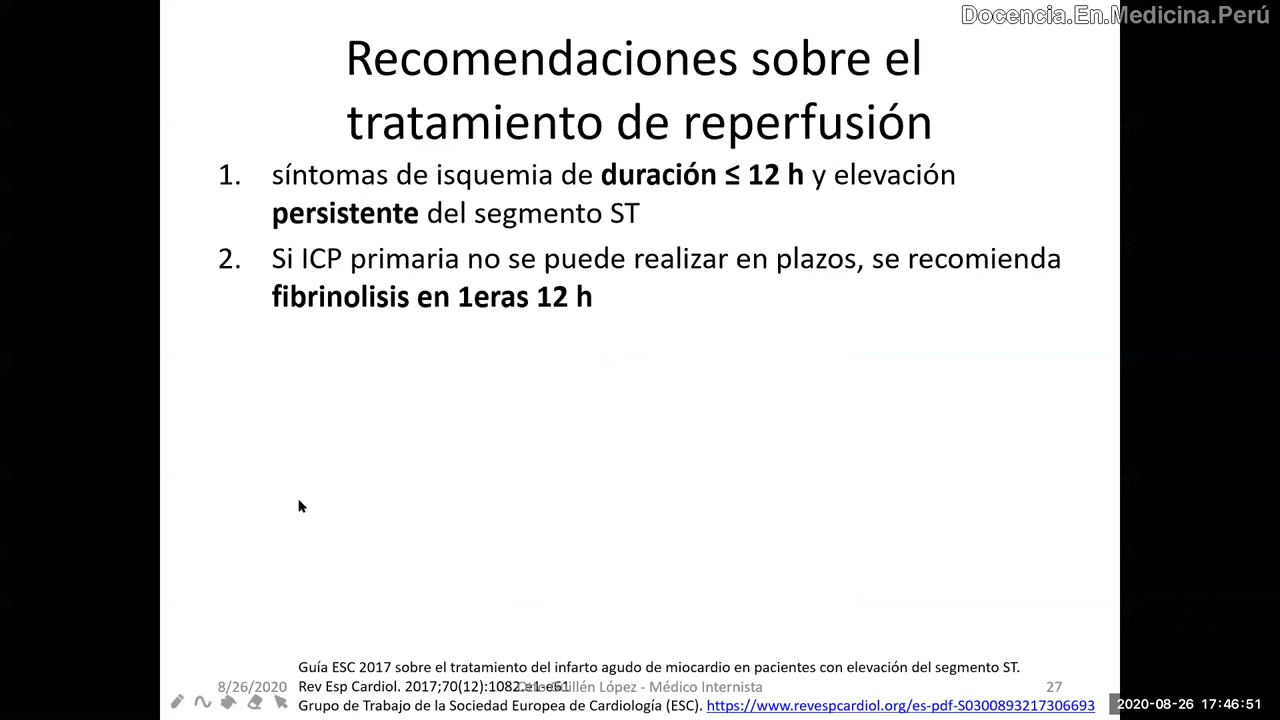 Docencia.En.Medicina.Perú
Recomendaciones sobre el
tratamiento de reperfusión
1. síntomas de isquemia de duración ≤ 12 h y elevación
persistente del segmento ST
2. Si ICP primaria no se puede realizar en plazos, se recomienda
fibrinolisis en 1eras 12 h
Guía ESC 2017 sobre el tratamiento del infarto agudo de miocardio en pacientes con elevación del segmento ST.
8/26/2020 Rev Esp Cardiol. 2017;70(12):1082.e1-e61 Guillén López - Médico Internista 27
Grupo de Trabajo de la Sociedad Europea de Cardiología (ESC). https://www.revespcardiol.org/es-pdf-S0300893217306693
2020-08-26 17:46:51